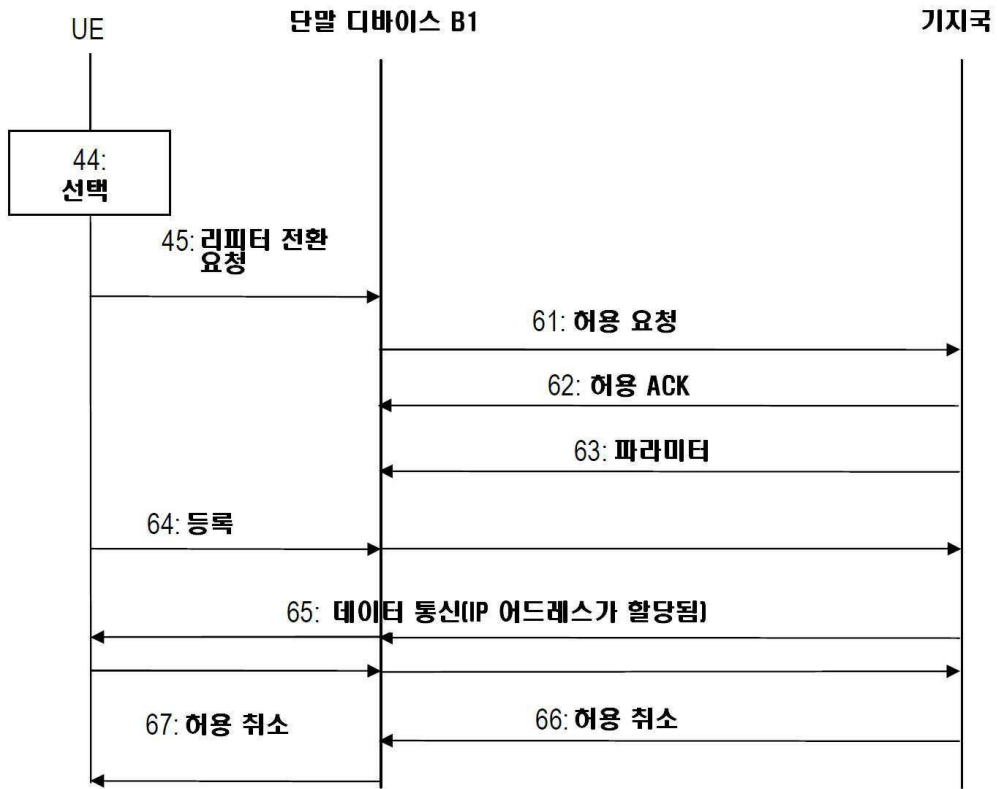 UE
단말 디바이스 B1
기지국
44:
선택
45: 리피터 전환
요청
61: 허용 요청
62: 허용 ACK
63: 파라미터
64: 등록
65: 데이터 통신(IP 어드레스가 할당됨)
67: 허용 취소
66: 허용 취소